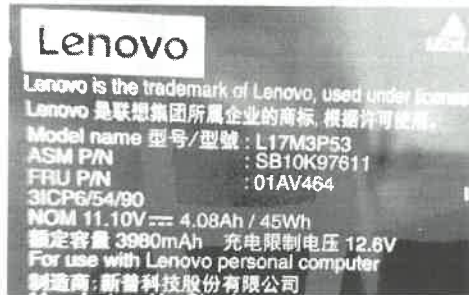 Lenovo
Lenovo is the trademark of Lenovo, used under license
Lenovo 是联想集团所属企业的商标, 根据许可使用。
Model name 型号/型號 : L17M3P53
ASM P/N : SB10K97611
FRU P/N : 01AV464
3ICP6/54/90
NOM 11.10V⎓ 4.08Ah / 45Wh
额定容量 3980mAh 充电限制电压 12.6V
For use with Lenovo personal computer
制造商:新普科技股份有限公司